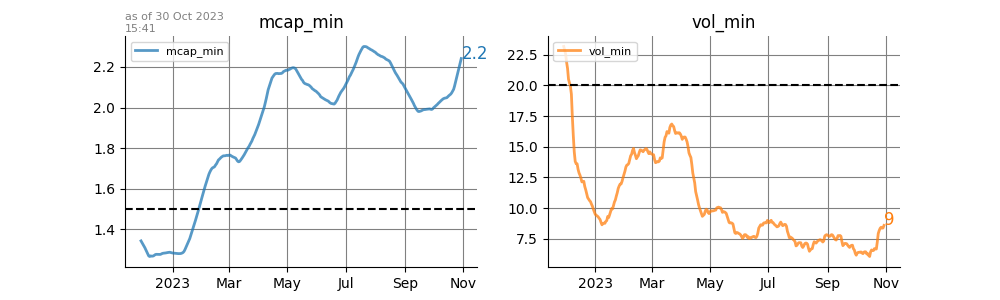 as of 30 Oct 2023
15:41
mcap_min
mcap_min
2.2
2.2
2.0
1.8
1.6
1.4
2023 Mar May Jul Sep Nov
vol_min
vol_min
22.5
20.0
17.5
15.0
12.5
10.0
9
7.5
2023 Mar May Jul Sep Nov